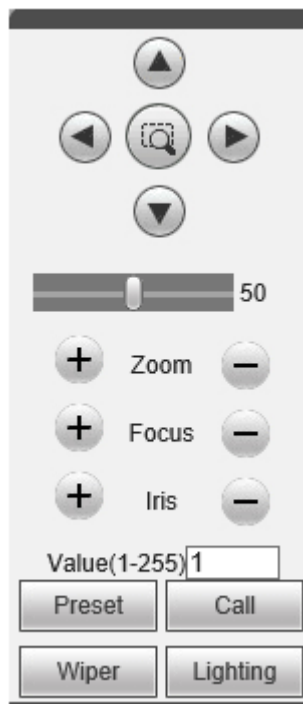 50
+ Zoom −
+ Focus −
+ Iris −
Value(1-255) 1
Preset Call
Wiper Lighting